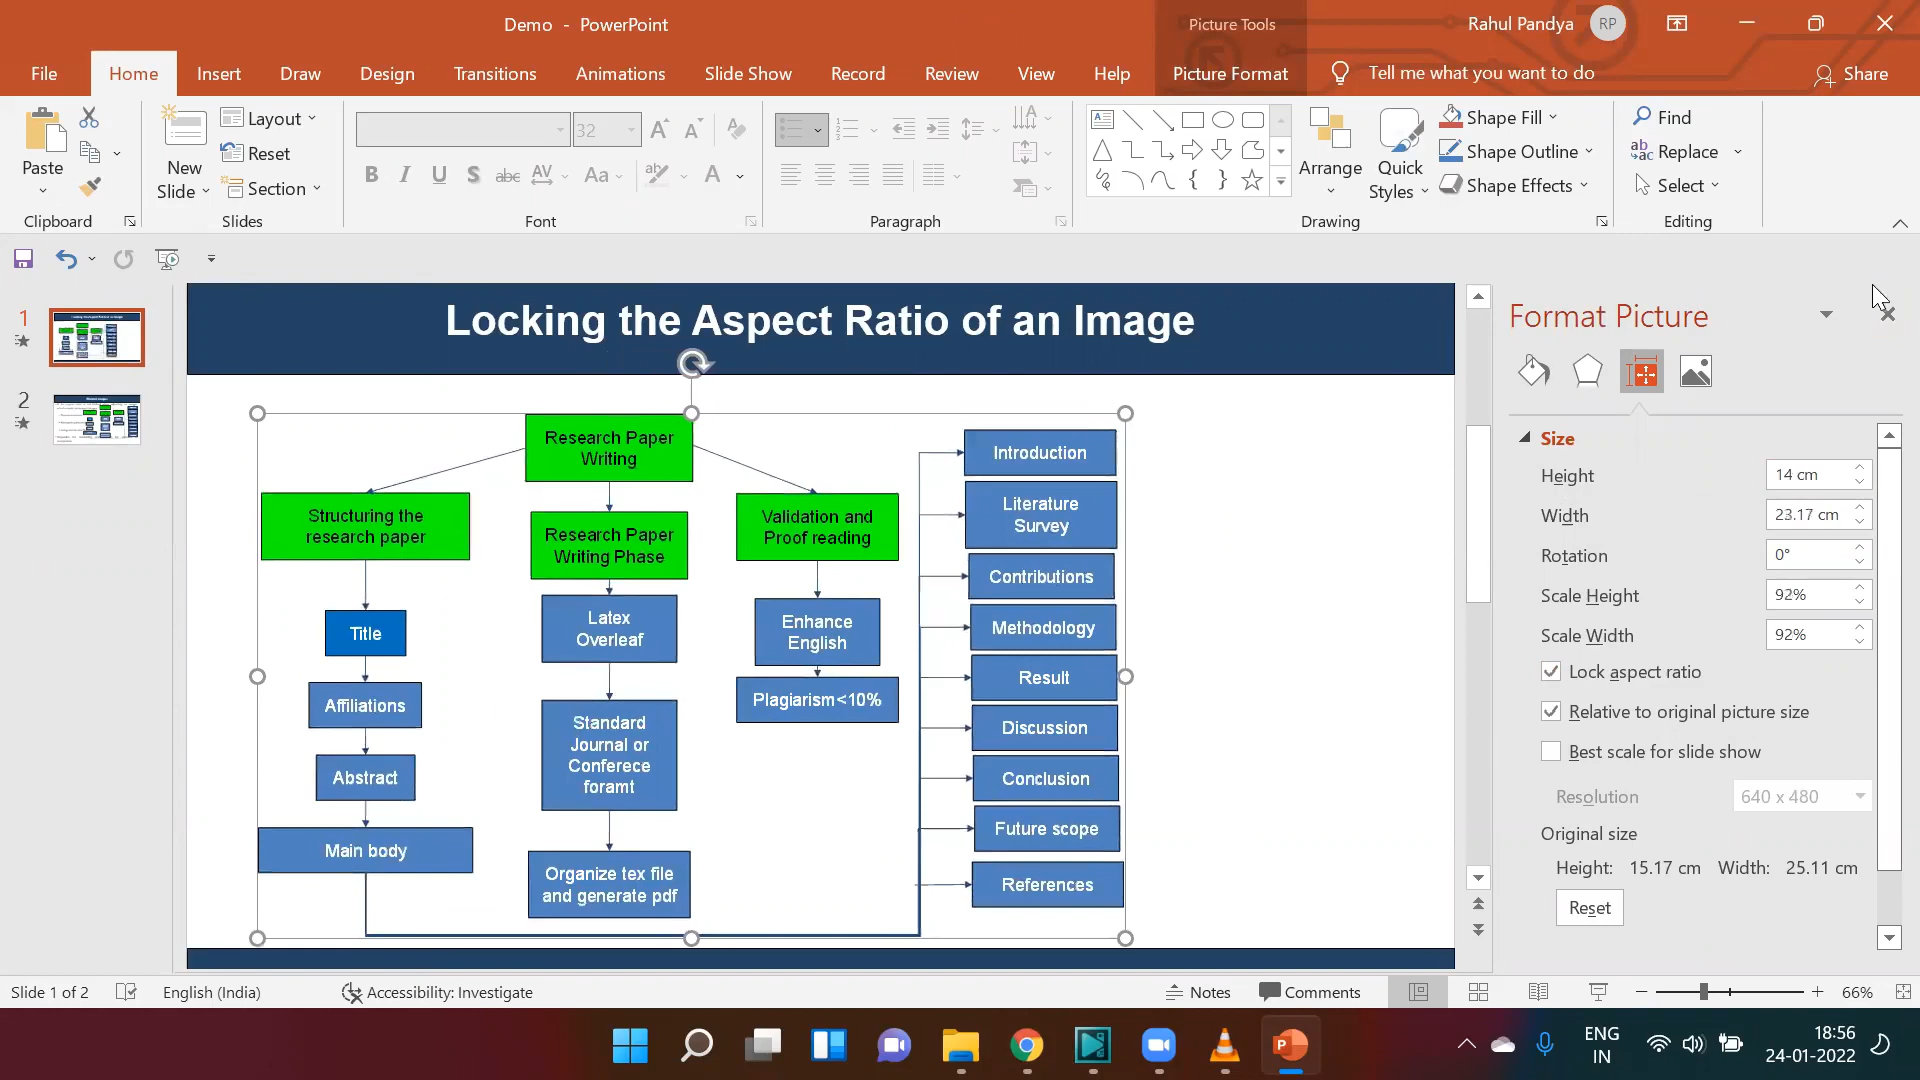 Demo - PowerPoint
Picture Tools
Rahul Pandya
RP
File
Home
Insert
Draw
Design
Transitions
Animations
Slide Show
Record
Review
View
Help
Picture Format
Tell me what you want to do
Share
Paste
Clipboard
New
Slide
Layout
Reset
Section
Slides
32
B I U S abc AV Aa A
Font
Paragraph
Arrange
Quick
Styles
Shape Fill
Shape Outline
Shape Effects
Drawing
Find
Replace
Select
Editing
1
2
Locking the Aspect Ratio of an Image
Research Paper
Writing
Structuring the
research paper
Title
Affiliations
Abstract
Main body
Research Paper
Writing Phase
Latex
Overleaf
Standard
Journal or
Conferece
foramt
Organize tex file
and generate pdf
Validation and
Proof reading
Enhance
English
Plagiarism<10%
Introduction
Literature
Survey
Contributions
Methodology
Result
Discussion
Conclusion
Future scope
References
Format Picture
Size
Height 14 cm
Width 23.17 cm
Rotation 0°
Scale Height 92%
Scale Width 92%
Lock aspect ratio
Relative to original picture size
Best scale for slide show
Resolution 640 x 480
Original size
Height: 15.17 cm Width: 25.11 cm
Reset
Slide 1 of 2
English (India)
Accessibility: Investigate
Notes
Comments
66%
ENG
IN
18:56
24-01-2022